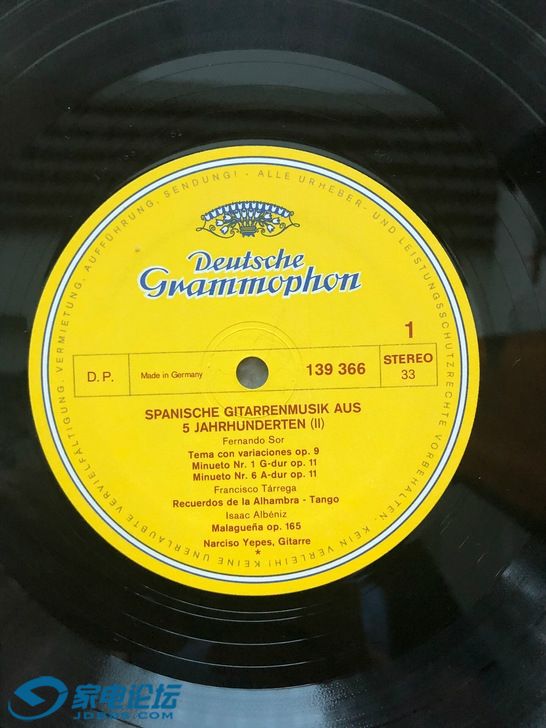 ALLE URHEBER- UND LEISTUNGSSCHUTZRECHTE VORBEHALTEN. KEIN VERLEIH! KEINE UNERLAUBTE VERVIELFÄLTIGUNG, VERMIETUNG, AUFFÜHRUNG, SENDUNG! -
Deutsche
Grammophon
1
D.P.
Made in Germany
139 366
STEREO
33
SPANISCHE GITARRENMUSIK AUS
5 JAHRHUNDERTEN (II)
Fernando Sor
Tema con variaciones op. 9
Minueto Nr. 1 G-dur op. 11
Minueto Nr. 6 A-dur op. 11
Francisco Tárrega
Recuerdos de la Alhambra - Tango
Isaac Albéniz
Malagueña op. 165
Narciso Yepes, Gitarre
*
家电论坛
JDBBS.COM